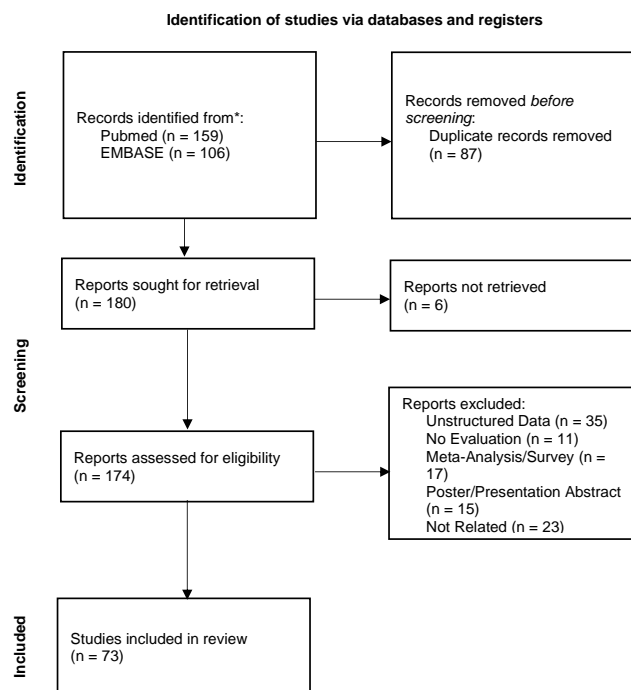 Identification of studies via databases and registers
Identification
Records identified from*:
Pubmed (n = 159)
EMBASE (n = 106)
Records removed before
screening:
Duplicate records removed
(n = 87)
Screening
Reports sought for retrieval
(n = 180)
Reports not retrieved
(n = 6)
Reports assessed for eligibility
(n = 174)
Reports excluded:
Unstructured Data (n = 35)
No Evaluation (n = 11)
Meta-Analysis/Survey (n =
17)
Poster/Presentation Abstract
(n = 15)
Not Related (n = 23)
Included
Studies included in review
(n = 73)